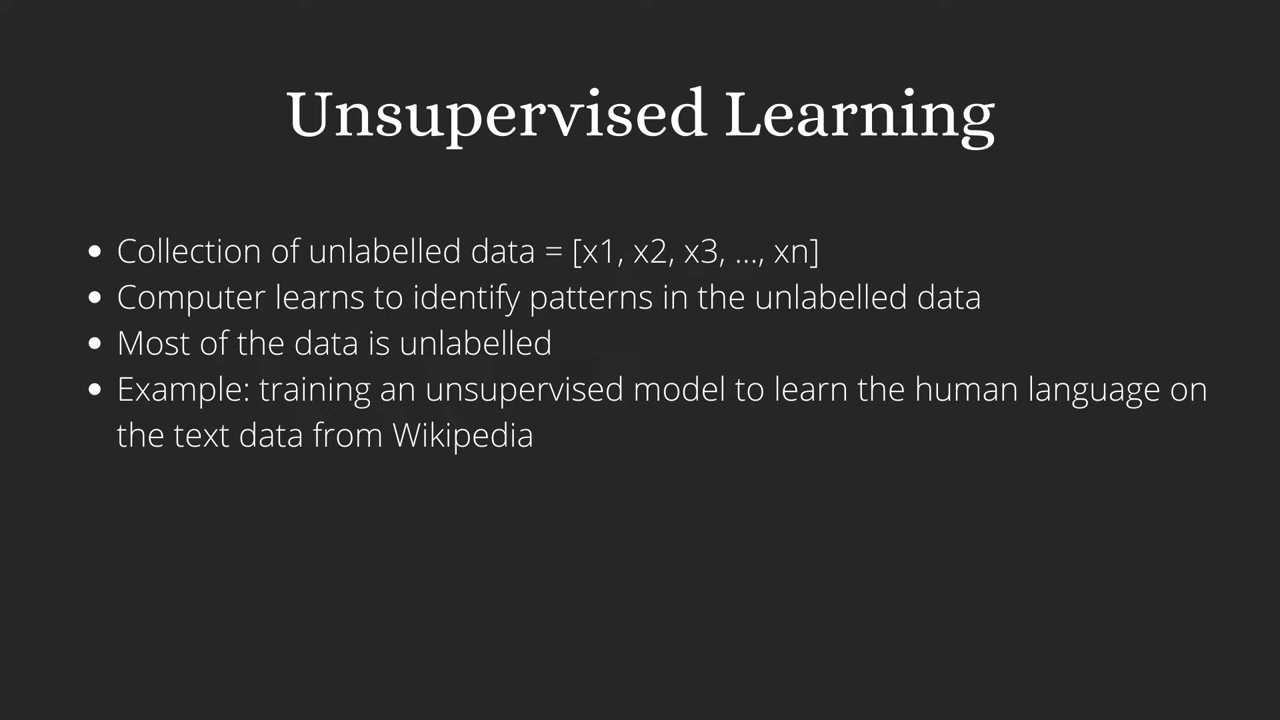 Unsupervised Learning
• Collection of unlabelled data = [x1, x2, x3, ..., xn]
• Computer learns to identify patterns in the unlabelled data
• Most of the data is unlabelled
• Example: training an unsupervised model to learn the human language on
the text data from Wikipedia